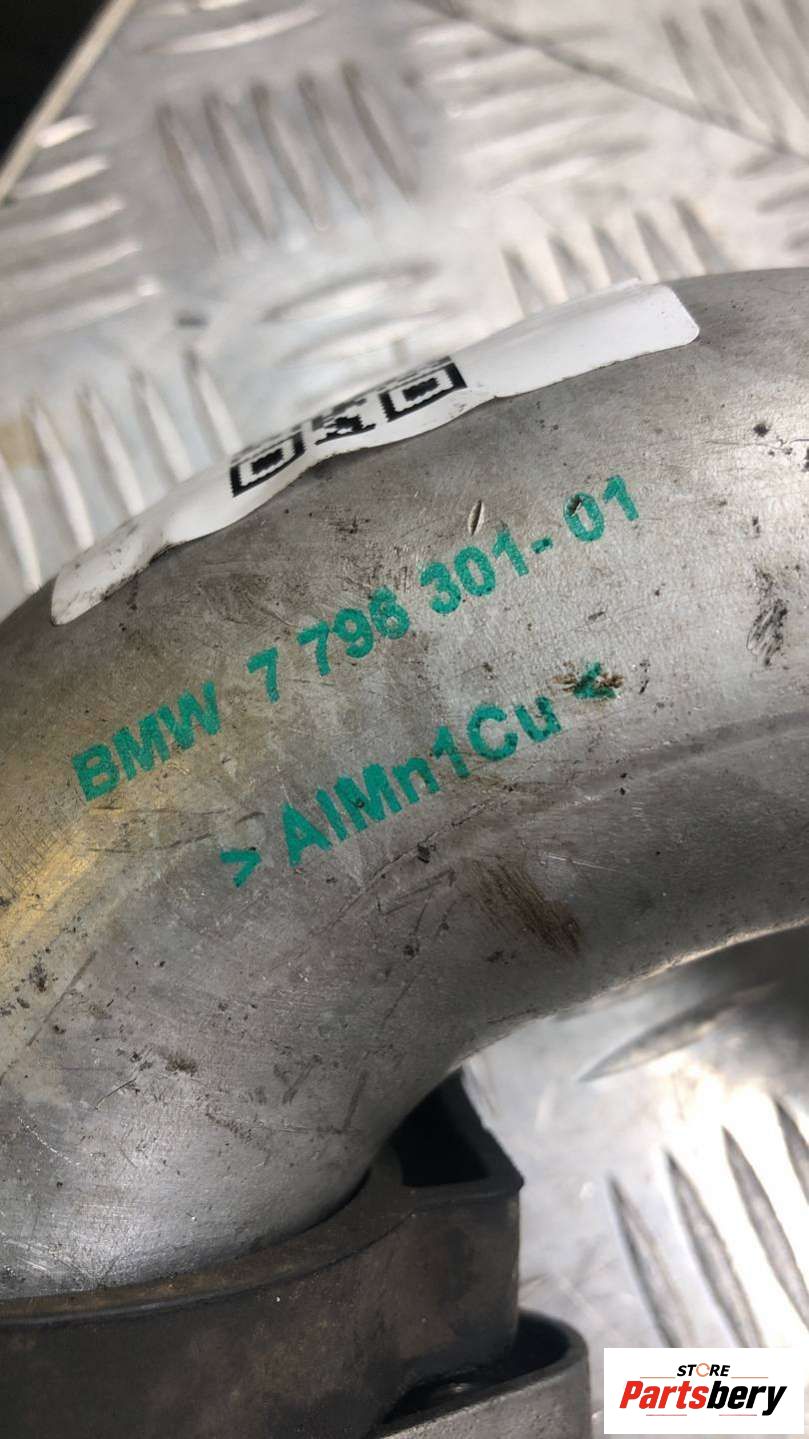 BMW 7 796 301-01
>AlMn1Cu<
STORE
Partsbery